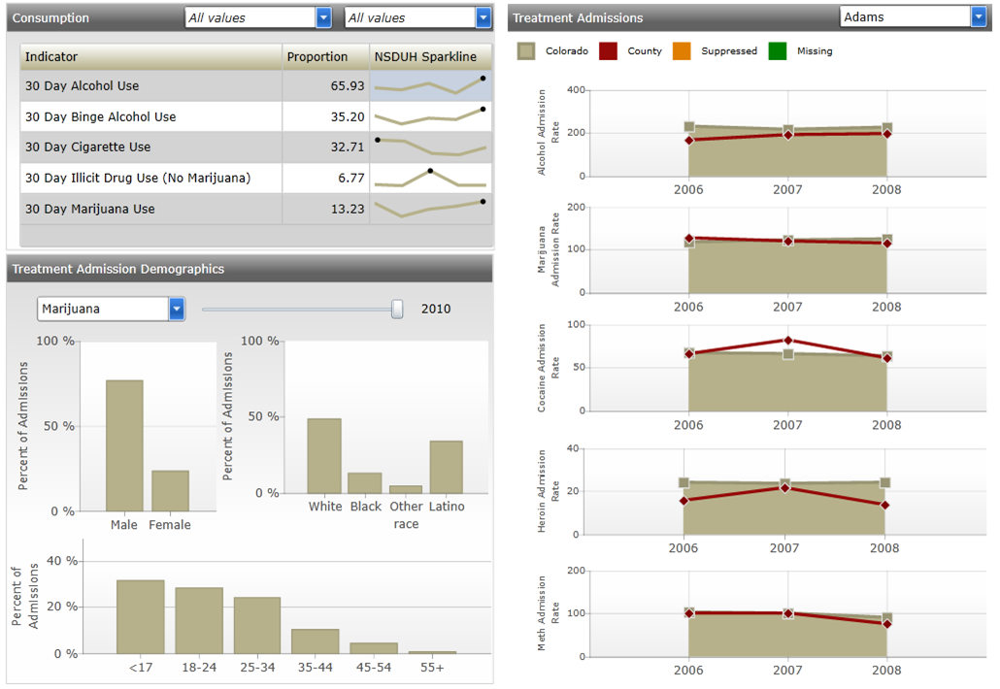 Consumption
All values
All values
Indicator Proportion NSDUH Sparkline
30 Day Alcohol Use 65.93
30 Day Binge Alcohol Use 35.20
30 Day Cigarette Use 32.71
30 Day Illicit Drug Use (No Marijuana) 6.77
30 Day Marijuana Use 13.23
Treatment Admission Demographics
Marijuana
2010
Percent of Admissions
100 %
50 %
0 %
Male Female
Percent of Admissions
100 %
50 %
0 %
White Black Other Latino
race
Percent of
Admissions
40 %
20 %
0 %
<17 18-24 25-34 35-44 45-54 55+
Treatment Admissions
Adams
Colorado County Suppressed Missing
Alcohol Admission
Rate
400
200
0
2006 2007 2008
Marijuana
Admission Rate
200
100
0
2006 2007 2008
Cocaine Admission
Rate
100
50
0
2006 2007 2008
Heroin Admission
Rate
40
20
0
2006 2007 2008
Meth Admission
Rate
200
100
0
2006 2007 2008